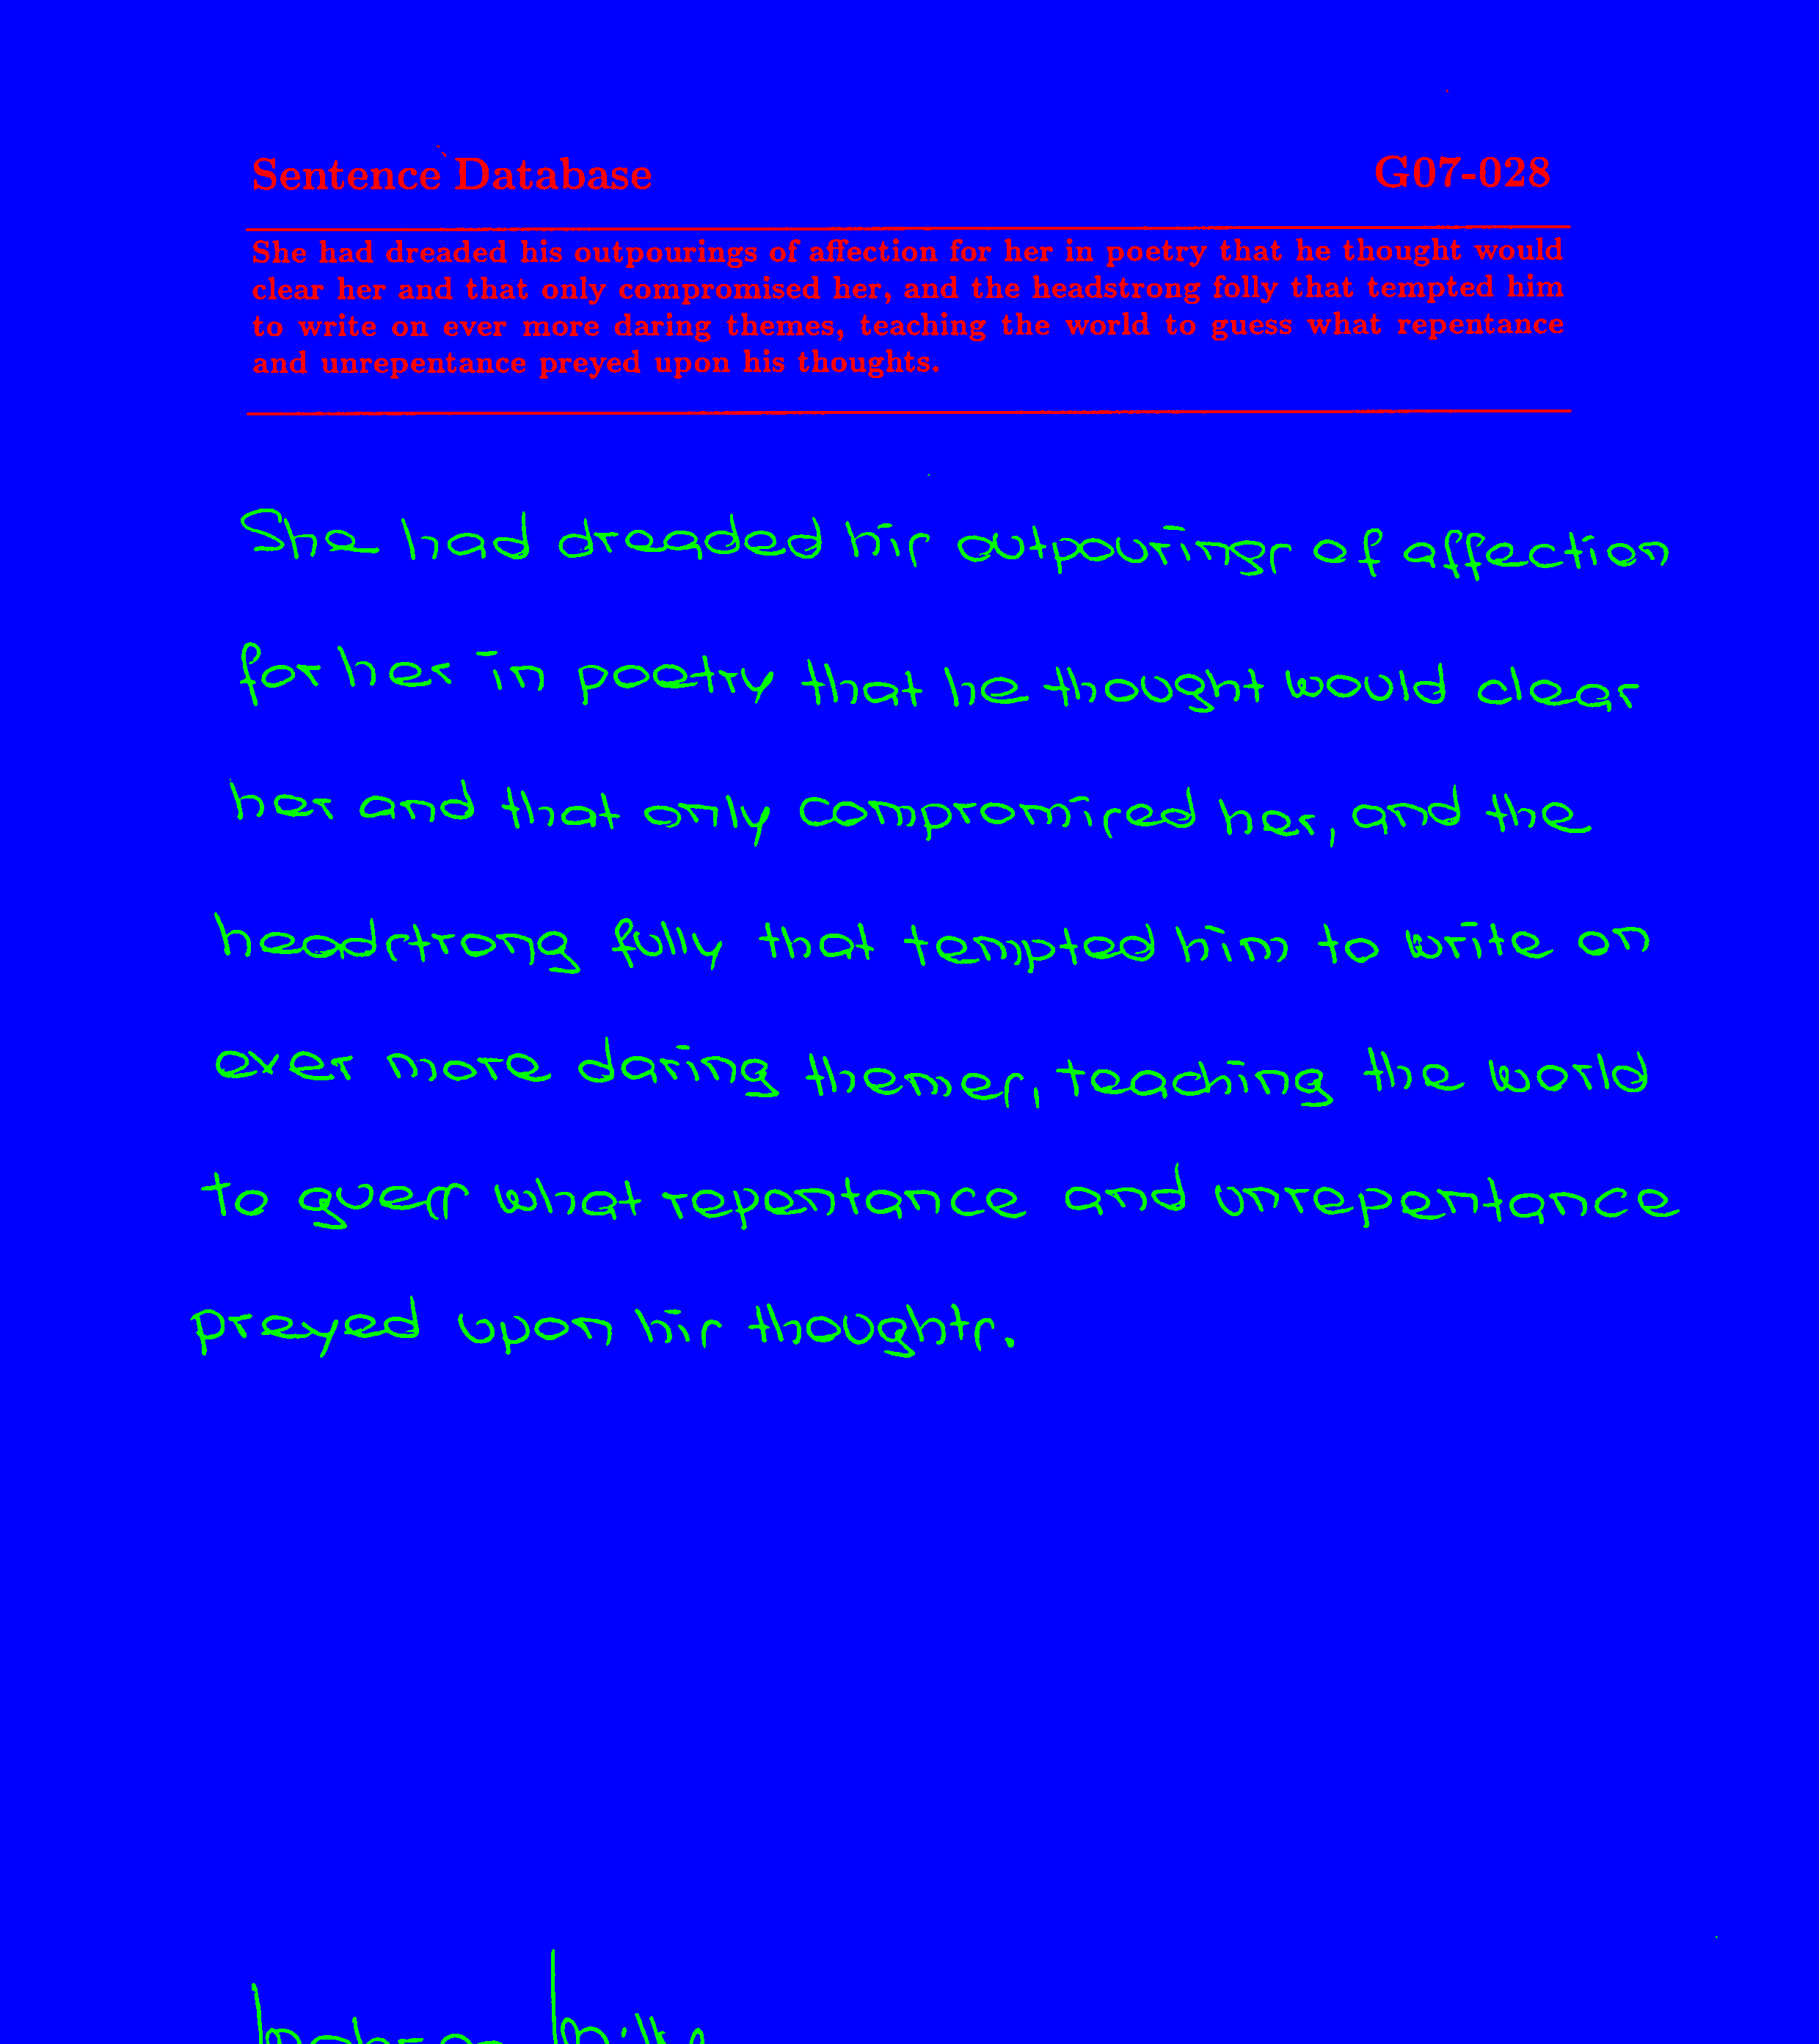 Sentence Database G07-028
She had dreaded his outpourings of affection for her in poetry that he thought would
clear her and that only compromised her, and the headstrong folly that tempted him
to write on ever more daring themes, teaching the world to guess what repentance
and unrepentance preyed upon his thoughts.
She had dreaded his outpourings of affection
for her in poetry that he thought would clear
her and that only compromised her, and the
headstrong fully that tempted him to write on
ever more daring themes, teaching the world
to guess what repentance and unrepentance
preyed upon his thoughts.